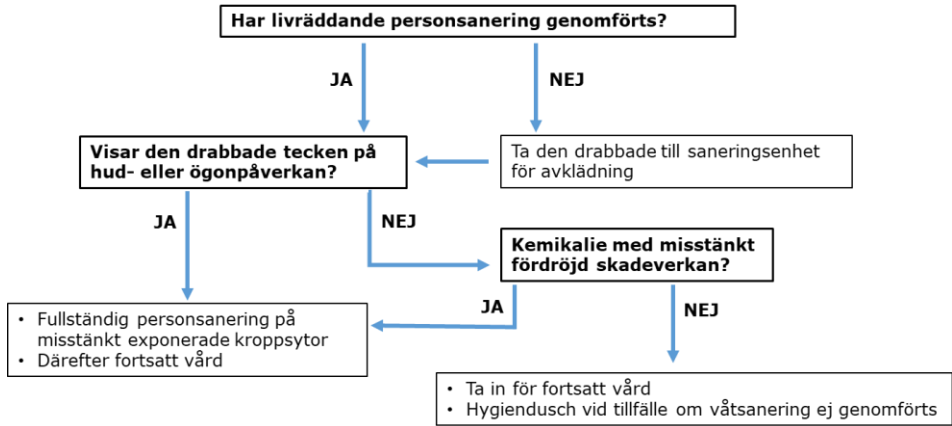 Har livräddande personsanering genomförts?
JA
NEJ
Visar den drabbade tecken på
hud- eller ögonpåverkan?
Ta den drabbade till saneringsenhet
för avklädning
JA
NEJ
Kemikalie med misstänkt
fördröjd skadeverkan?
JA
NEJ
• Fullständig personsanering på
misstänkt exponerade kroppsytor
• Därefter fortsatt vård
• Ta in för fortsatt vård
• Hygiendusch vid tillfälle om våtsanering ej genomförts